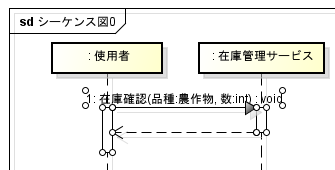 sd シーケンス図0
: 使用者
: 在庫管理サービス
1: 在庫確認(品種:農作物, 数:int) : void